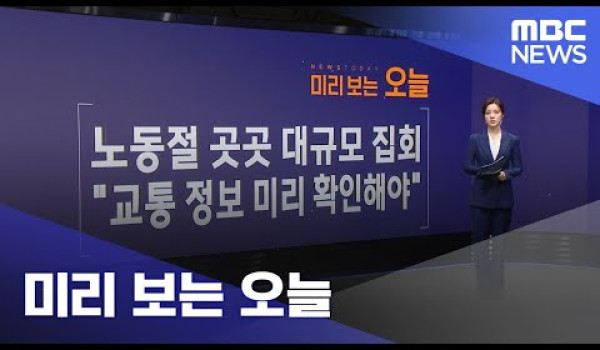 MBC
NEWS
NEWSTODAY
미리 보는 오늘
노동절 곳곳 대규모 집회
"교통 정보 미리 확인해야"
미리 보는 오늘